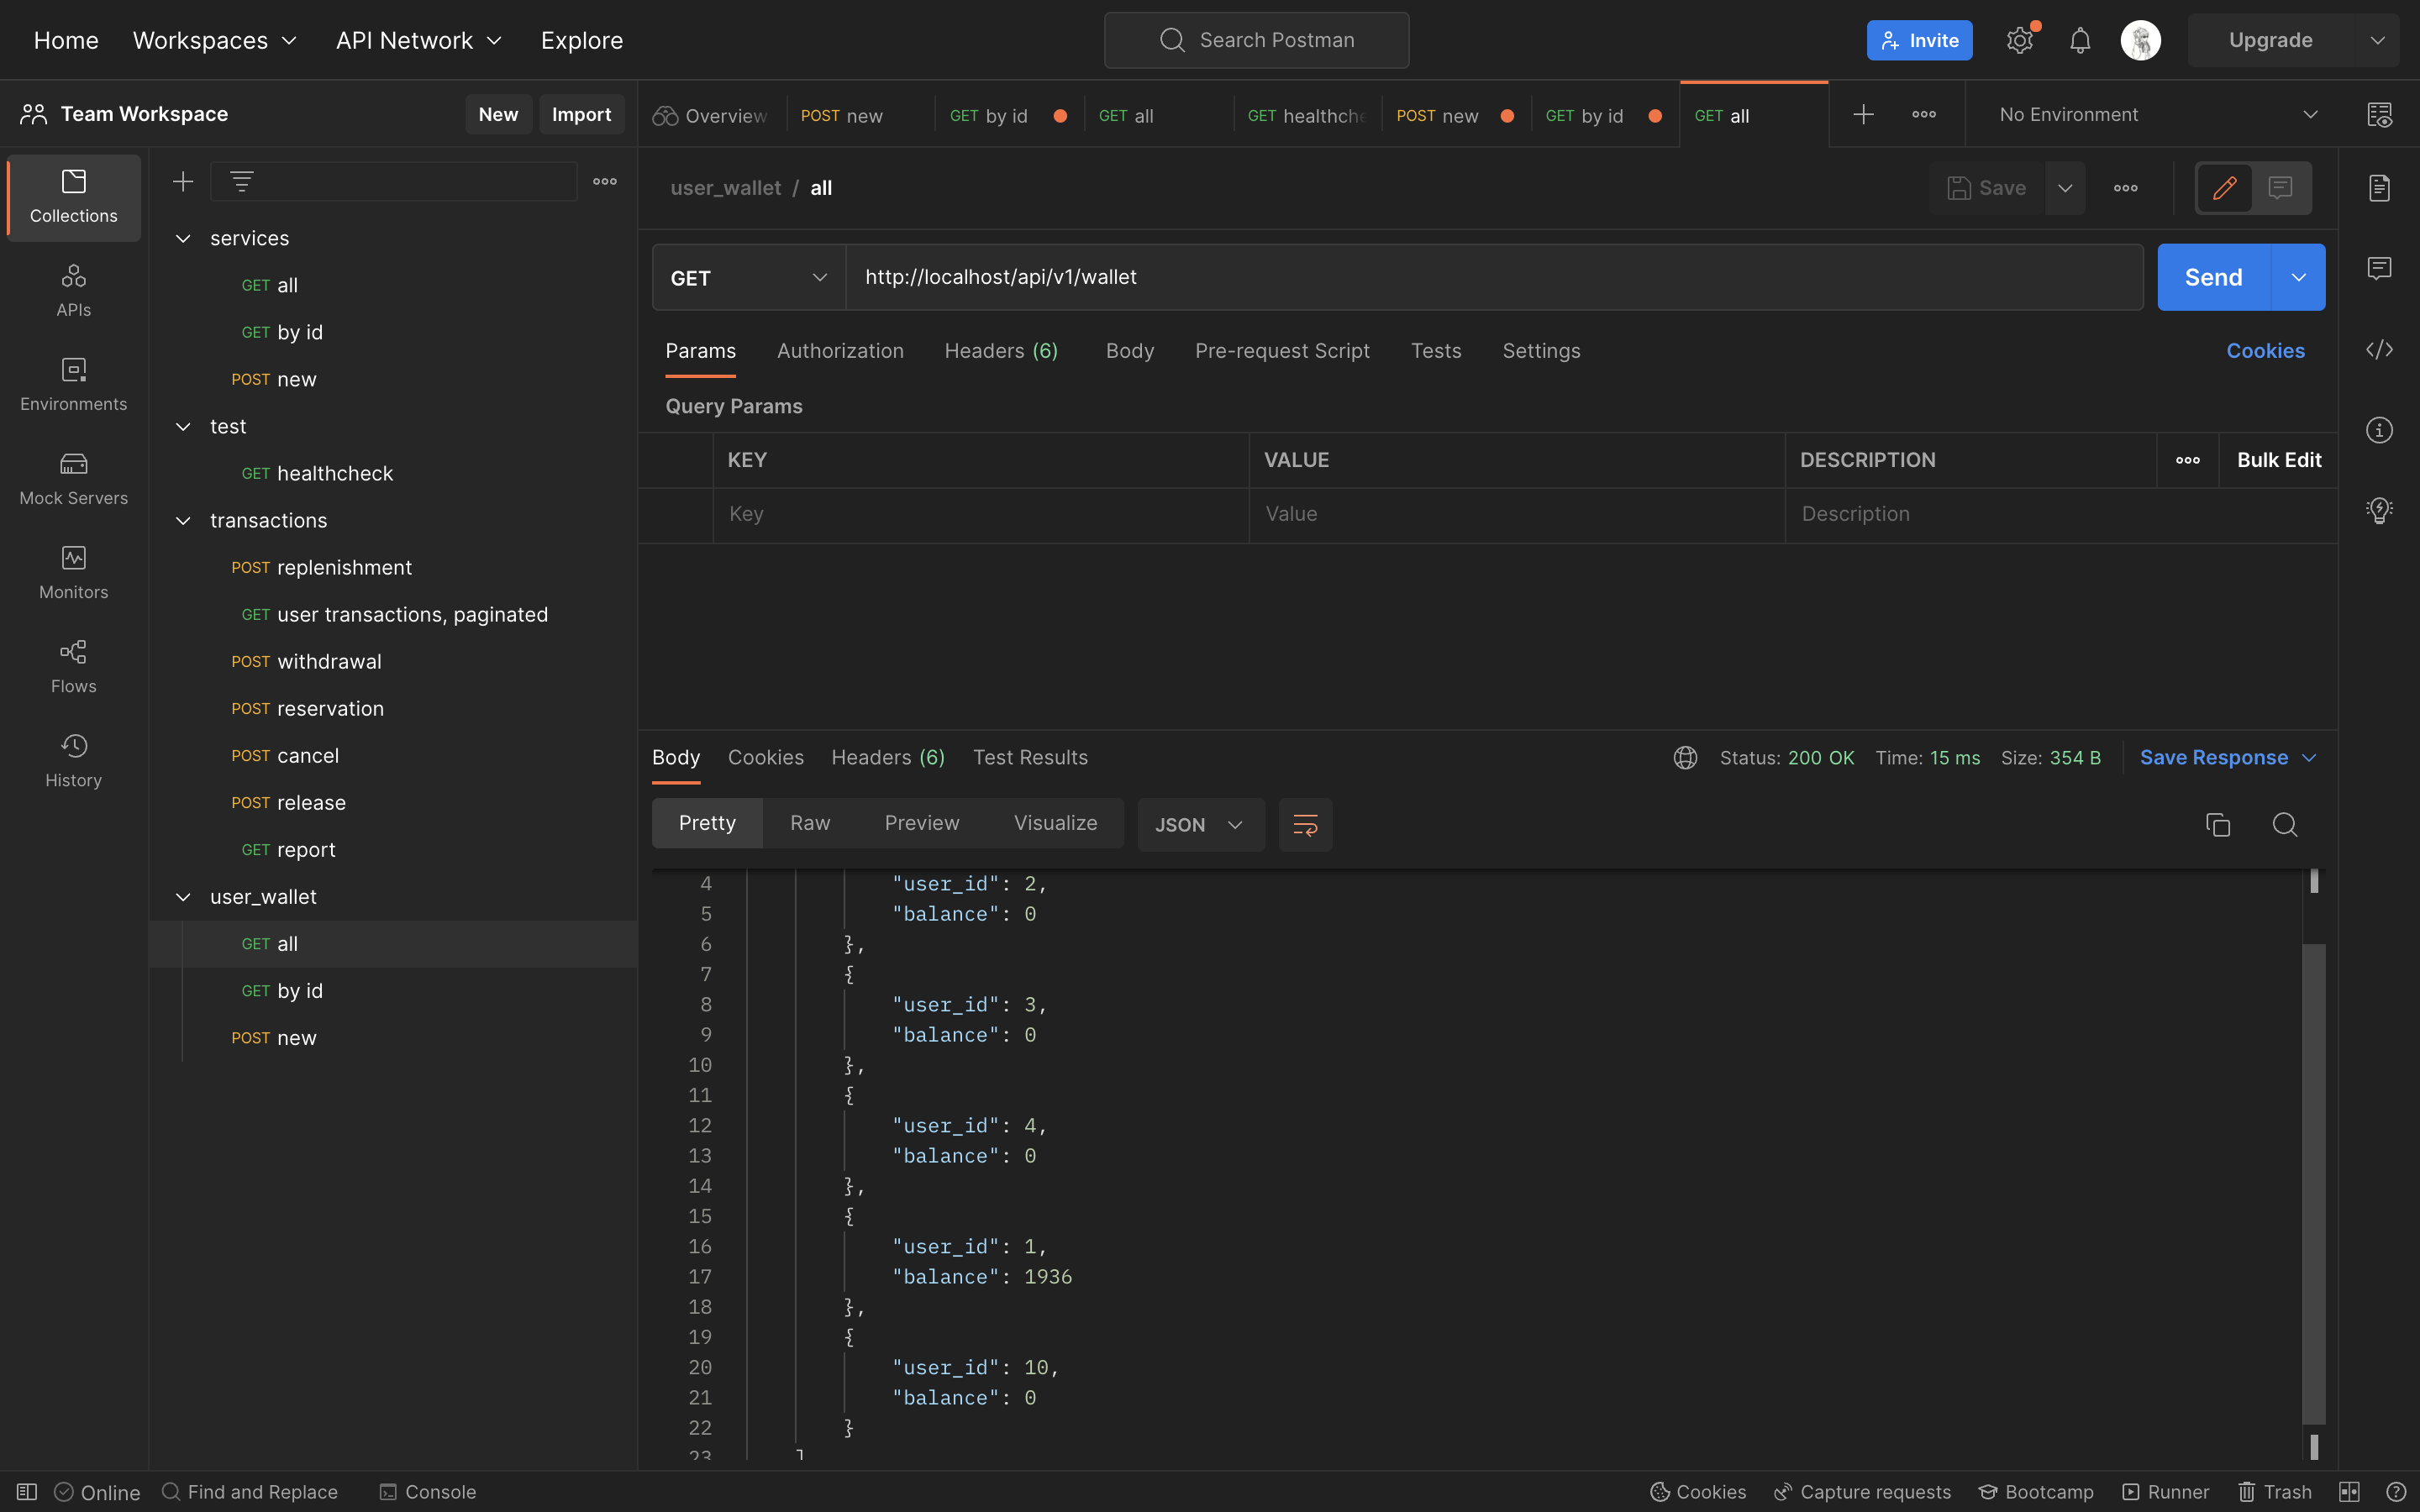 Home Workspaces API Network Explore Search Postman Invite Upgrade
Team Workspace New Import
Overview POST new GET by id GET all GET healthche POST new GET by id GET all No Environment
Collections
APIs
Environments
Mock Servers
Monitors
Flows
History
services
GET all
GET by id
POST new
test
GET healthcheck
transactions
POST replenishment
GET user transactions, paginated
POST withdrawal
POST reservation
POST cancel
POST release
GET report
user_wallet
GET all
GET by id
POST new
user_wallet / all Save
GET http://localhost/api/v1/wallet Send
Params Authorization Headers (6) Body Pre-request Script Tests Settings Cookies
Query Params
KEY VALUE DESCRIPTION Bulk Edit
Key Value Description
Body Cookies Headers (6) Test Results Status: 200 OK Time: 15 ms Size: 354 B Save Response
Pretty Raw Preview Visualize JSON
4 "user_id": 2,
5 "balance": 0
6 },
7 {
8 "user_id": 3,
9 "balance": 0
10 },
11 {
12 "user_id": 4,
13 "balance": 0
14 },
15 {
16 "user_id": 1,
17 "balance": 1936
18 },
19 {
20 "user_id": 10,
21 "balance": 0
22 }
23 ]
Online Find and Replace Console Cookies Capture requests Bootcamp Runner Trash